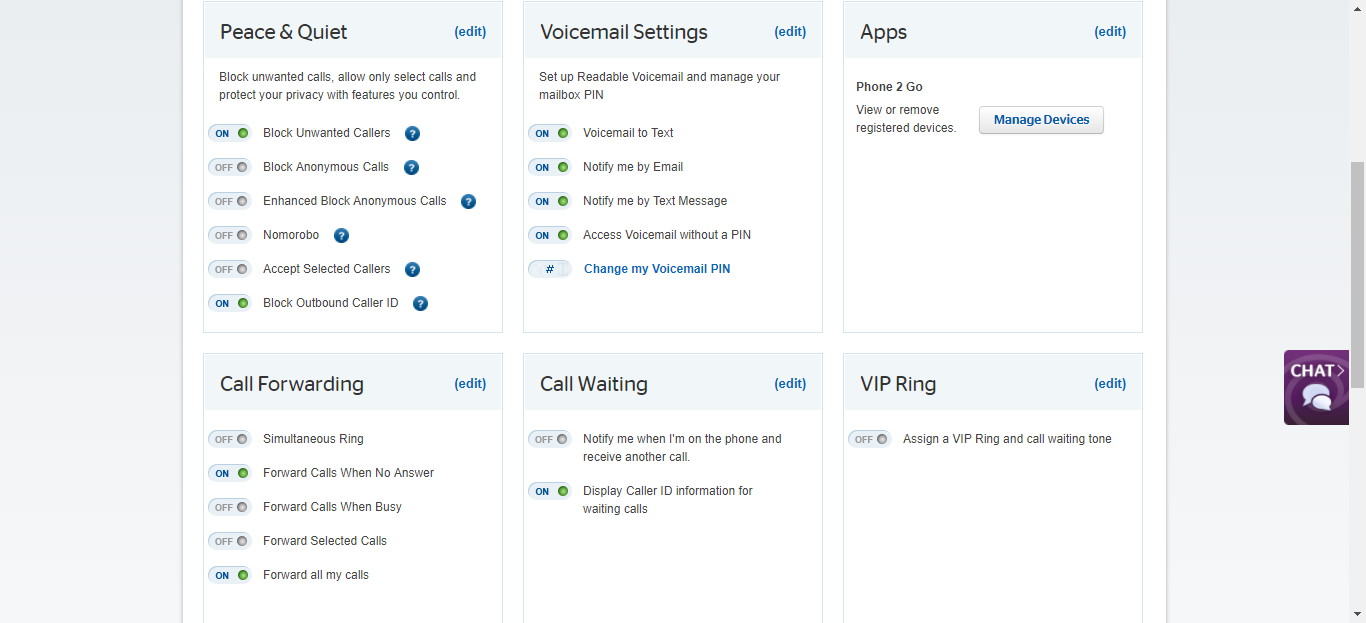 Peace & Quiet (edit)
Block unwanted calls, allow only select calls and
protect your privacy with features you control.
ON Block Unwanted Callers ?
OFF Block Anonymous Calls ?
OFF Enhanced Block Anonymous Calls ?
OFF Nomorobo ?
OFF Accept Selected Callers ?
ON Block Outbound Caller ID ?
Voicemail Settings (edit)
Set up Readable Voicemail and manage your
mailbox PIN
ON Voicemail to Text
ON Notify me by Email
ON Notify me by Text Message
ON Access Voicemail without a PIN
# Change my Voicemail PIN
Apps (edit)
Phone 2 Go
View or remove
registered devices.
Manage Devices
Call Forwarding (edit)
OFF Simultaneous Ring
ON Forward Calls When No Answer
OFF Forward Calls When Busy
OFF Forward Selected Calls
ON Forward all my calls
Call Waiting (edit)
OFF Notify me when I'm on the phone and
receive another call.
ON Display Caller ID information for
waiting calls
VIP Ring (edit)
OFF Assign a VIP Ring and call waiting tone
CHAT >